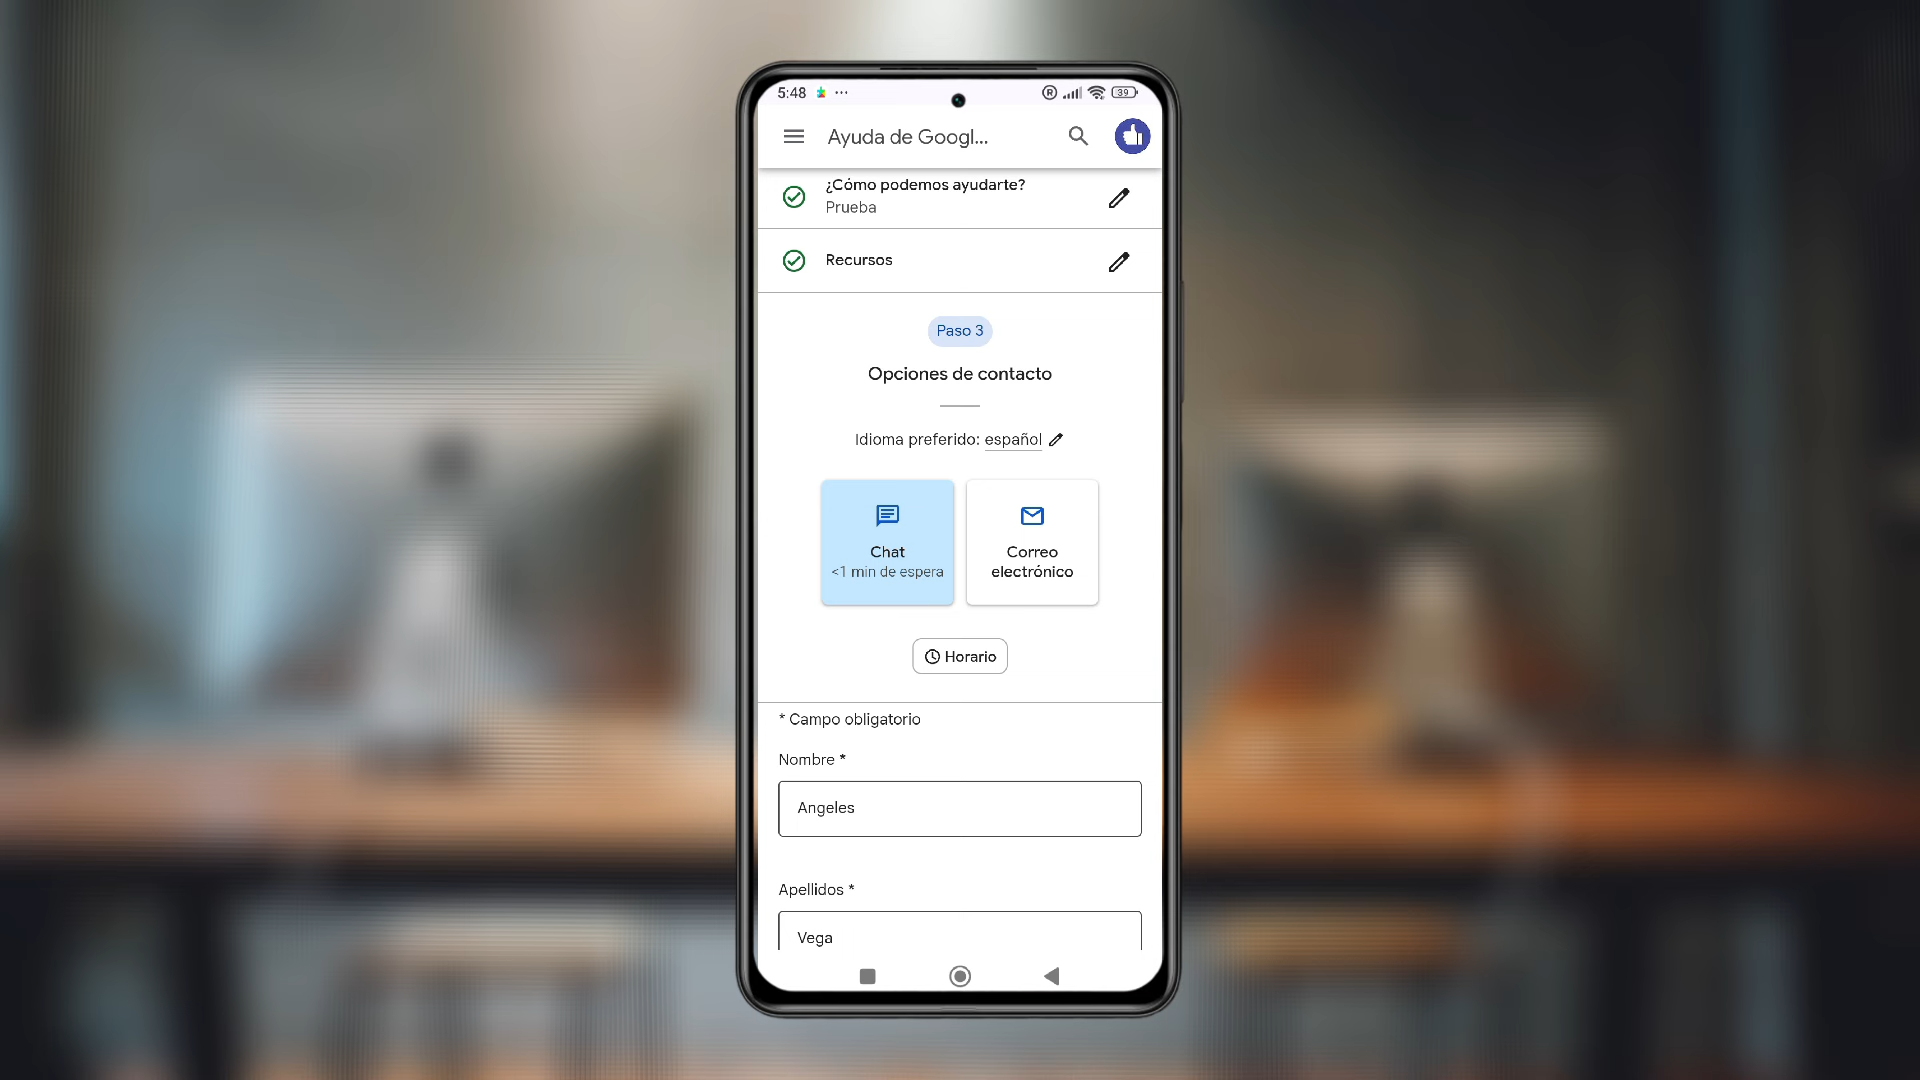 5:48
39
Ayuda de Googl...
¿Cómo podemos ayudarte?
Prueba
Recursos
Paso 3
Opciones de contacto
Idioma preferido: español
Chat
<1 min de espera
Correo
electrónico
Horario
* Campo obligatorio
Nombre *
Angeles
Apellidos *
Vega